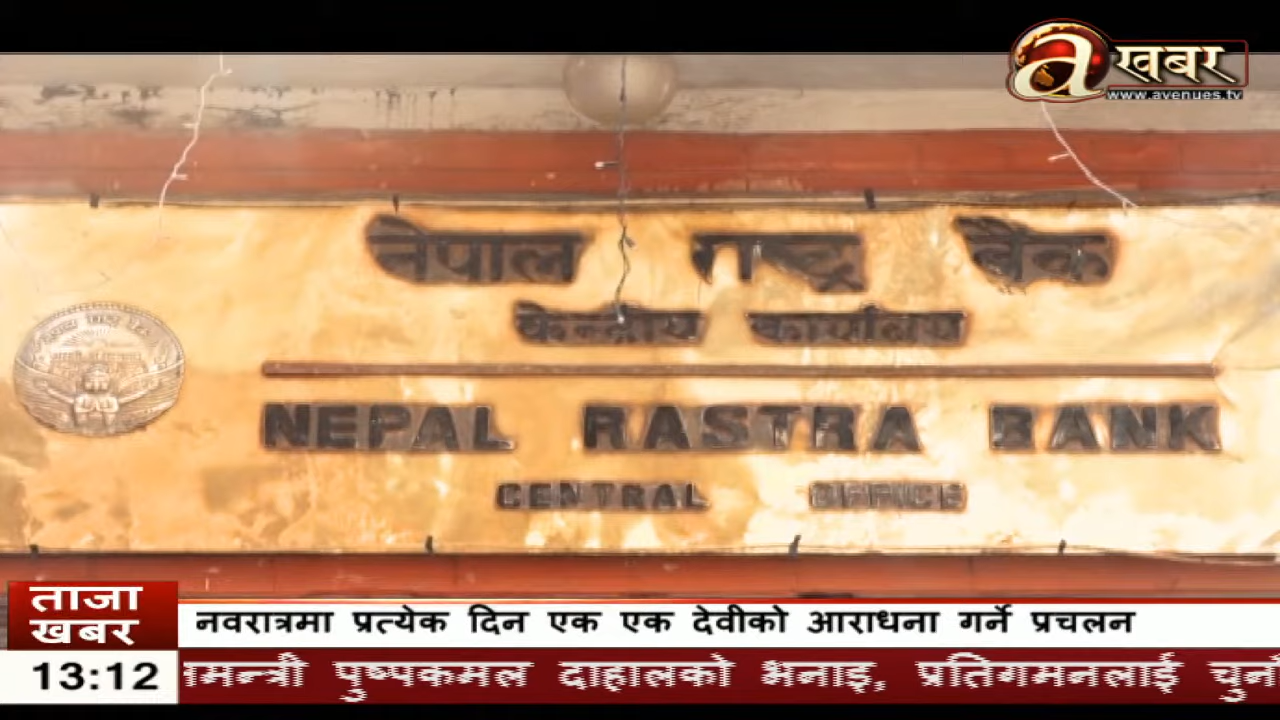 a खबर
www.avenues.tv
नेपाल राष्ट्र बैंक
केन्द्रीय कार्यालय
NEPAL RASTRA BANK
CENTRAL OFFICE
ताजा
खबर
नवरात्रमा प्रत्येक दिन एक एक देवीको आराधना गर्ने प्रचलन
13:12
पुष्पकमल दाहालको भनाइ, प्रतिगमनलाई